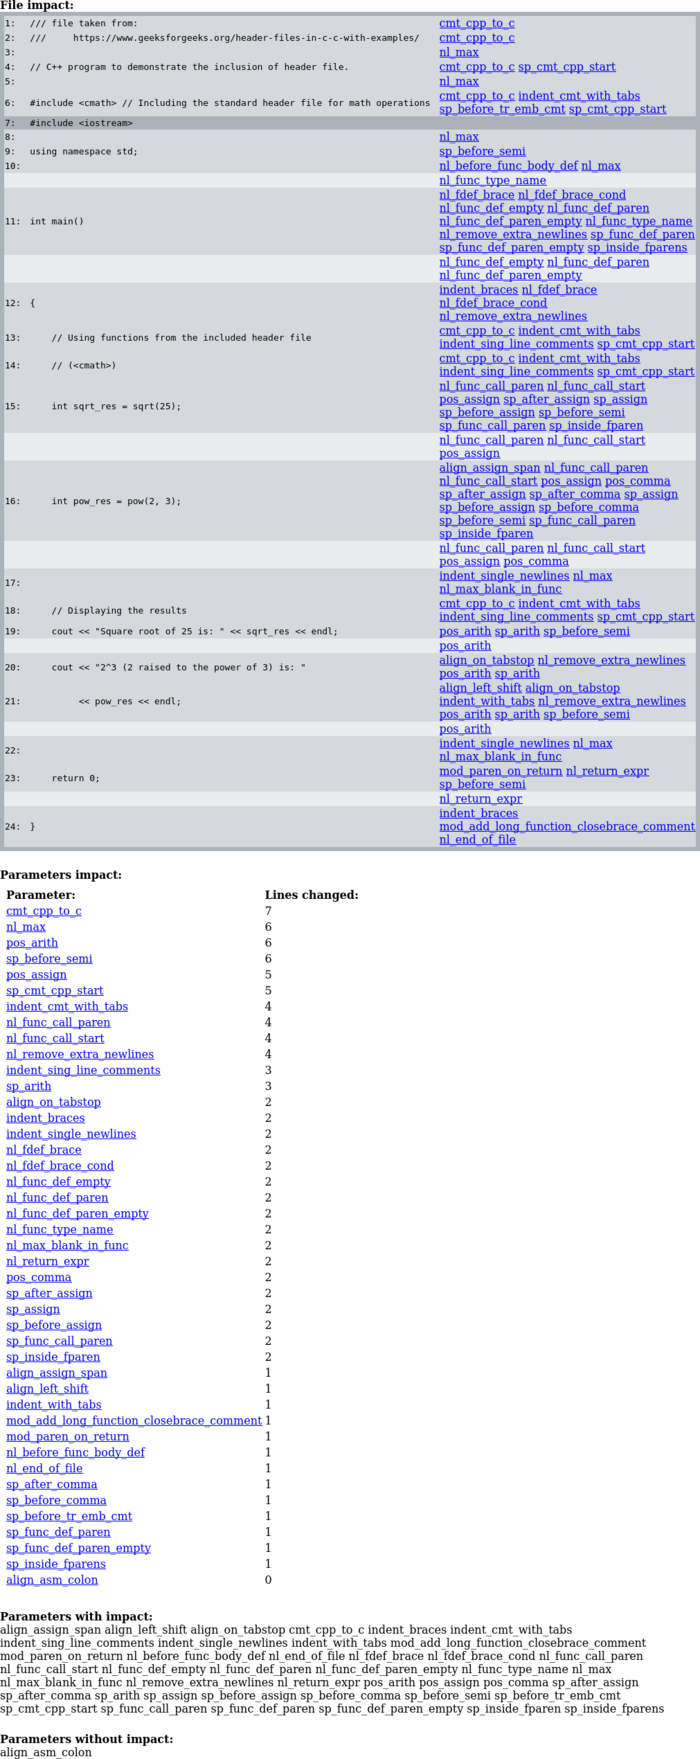 File impact:
1: /// file taken from: cmt_cpp_to_c
2: /// https://www.geeksforgeeks.org/header-files-in-c-c-with-examples/ cmt_cpp_to_c
3: nl_max
4: // C++ program to demonstrate the inclusion of header file. cmt_cpp_to_c sp_cmt_cpp_start
5: nl_max
6: #include <cmath> // Including the standard header file for math operations cmt_cpp_to_c indent_cmt_with_tabs
sp_before_tr_emb_cmt sp_cmt_cpp_start
7: #include <iostream>
8: nl_max
9: using namespace std; sp_before_semi
10: nl_before_func_body_def nl_max
nl_func_type_name
nl_fdef_brace nl_fdef_brace_cond
nl_func_def_empty nl_func_def_paren
11: int main() nl_func_def_paren_empty nl_func_type_name
nl_remove_extra_newlines sp_func_def_paren
sp_func_def_paren_empty sp_inside_fparens
nl_func_def_empty nl_func_def_paren
nl_func_def_paren_empty
indent_braces nl_fdef_brace
12: { nl_fdef_brace_cond
nl_remove_extra_newlines
13: // Using functions from the included header file cmt_cpp_to_c indent_cmt_with_tabs
indent_sing_line_comments sp_cmt_cpp_start
14: // (<cmath>) cmt_cpp_to_c indent_cmt_with_tabs
indent_sing_line_comments sp_cmt_cpp_start
nl_func_call_paren nl_func_call_start
15: int sqrt_res = sqrt(25); pos_assign sp_after_assign sp_assign
sp_before_assign sp_before_semi
sp_func_call_paren sp_inside_fparen
nl_func_call_paren nl_func_call_start
pos_assign
align_assign_span nl_func_call_paren
nl_func_call_start pos_assign pos_comma
16: int pow_res = pow(2, 3); sp_after_assign sp_after_comma sp_assign
sp_before_assign sp_before_comma
sp_before_semi sp_func_call_paren
sp_inside_fparen
nl_func_call_paren nl_func_call_start
pos_assign pos_comma
17: indent_single_newlines nl_max
nl_max_blank_in_func
18: // Displaying the results cmt_cpp_to_c indent_cmt_with_tabs
indent_sing_line_comments sp_cmt_cpp_start
19: cout << "Square root of 25 is: " << sqrt_res << endl; pos_arith sp_arith sp_before_semi
pos_arith
20: cout << "2^3 (2 raised to the power of 3) is: " align_on_tabstop nl_remove_extra_newlines
pos_arith sp_arith
align_left_shift align_on_tabstop
21: << pow_res << endl; indent_with_tabs nl_remove_extra_newlines
pos_arith sp_arith sp_before_semi
pos_arith
22: indent_single_newlines nl_max
nl_max_blank_in_func
23: return 0; mod_paren_on_return nl_return_expr
sp_before_semi
nl_return_expr
indent_braces
24: } mod_add_long_function_closebrace_comment
nl_end_of_file
Parameters impact:
Parameter: Lines changed:
cmt_cpp_to_c 7
nl_max 6
pos_arith 6
sp_before_semi 6
pos_assign 5
sp_cmt_cpp_start 5
indent_cmt_with_tabs 4
nl_func_call_paren 4
nl_func_call_start 4
nl_remove_extra_newlines 4
indent_sing_line_comments 3
sp_arith 3
align_on_tabstop 2
indent_braces 2
indent_single_newlines 2
nl_fdef_brace 2
nl_fdef_brace_cond 2
nl_func_def_empty 2
nl_func_def_paren 2
nl_func_def_paren_empty 2
nl_func_type_name 2
nl_max_blank_in_func 2
nl_return_expr 2
pos_comma 2
sp_after_assign 2
sp_assign 2
sp_before_assign 2
sp_func_call_paren 2
sp_inside_fparen 2
align_assign_span 1
align_left_shift 1
indent_with_tabs 1
mod_add_long_function_closebrace_comment 1
mod_paren_on_return 1
nl_before_func_body_def 1
nl_end_of_file 1
sp_after_comma 1
sp_before_comma 1
sp_before_tr_emb_cmt 1
sp_func_def_paren 1
sp_func_def_paren_empty 1
sp_inside_fparens 1
align_asm_colon 0
Parameters with impact:
align_assign_span align_left_shift align_on_tabstop cmt_cpp_to_c indent_braces indent_cmt_with_tabs
indent_sing_line_comments indent_single_newlines indent_with_tabs mod_add_long_function_closebrace_comment
mod_paren_on_return nl_before_func_body_def nl_end_of_file nl_fdef_brace nl_fdef_brace_cond nl_func_call_paren
nl_func_call_start nl_func_def_empty nl_func_def_paren nl_func_def_paren_empty nl_func_type_name nl_max
nl_max_blank_in_func nl_remove_extra_newlines nl_return_expr pos_arith pos_assign pos_comma sp_after_assign
sp_after_comma sp_arith sp_assign sp_before_assign sp_before_comma sp_before_semi sp_before_tr_emb_cmt
sp_cmt_cpp_start sp_func_call_paren sp_func_def_paren sp_func_def_paren_empty sp_inside_fparen sp_inside_fparens
Parameters without impact:
align_asm_colon